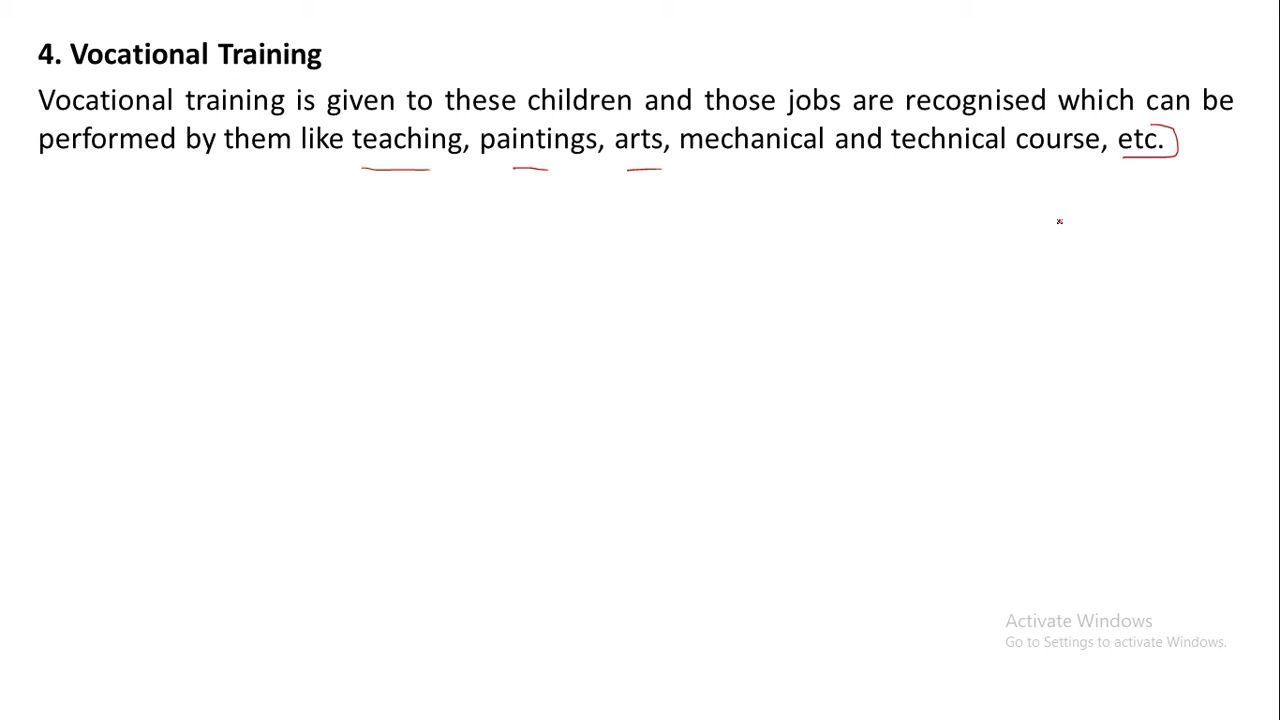 4. Vocational Training
Vocational training is given to these children and those jobs are recognised which can be
performed by them like teaching, paintings, arts, mechanical and technical course, etc.
Activate Windows
Go to Settings to activate Windows.